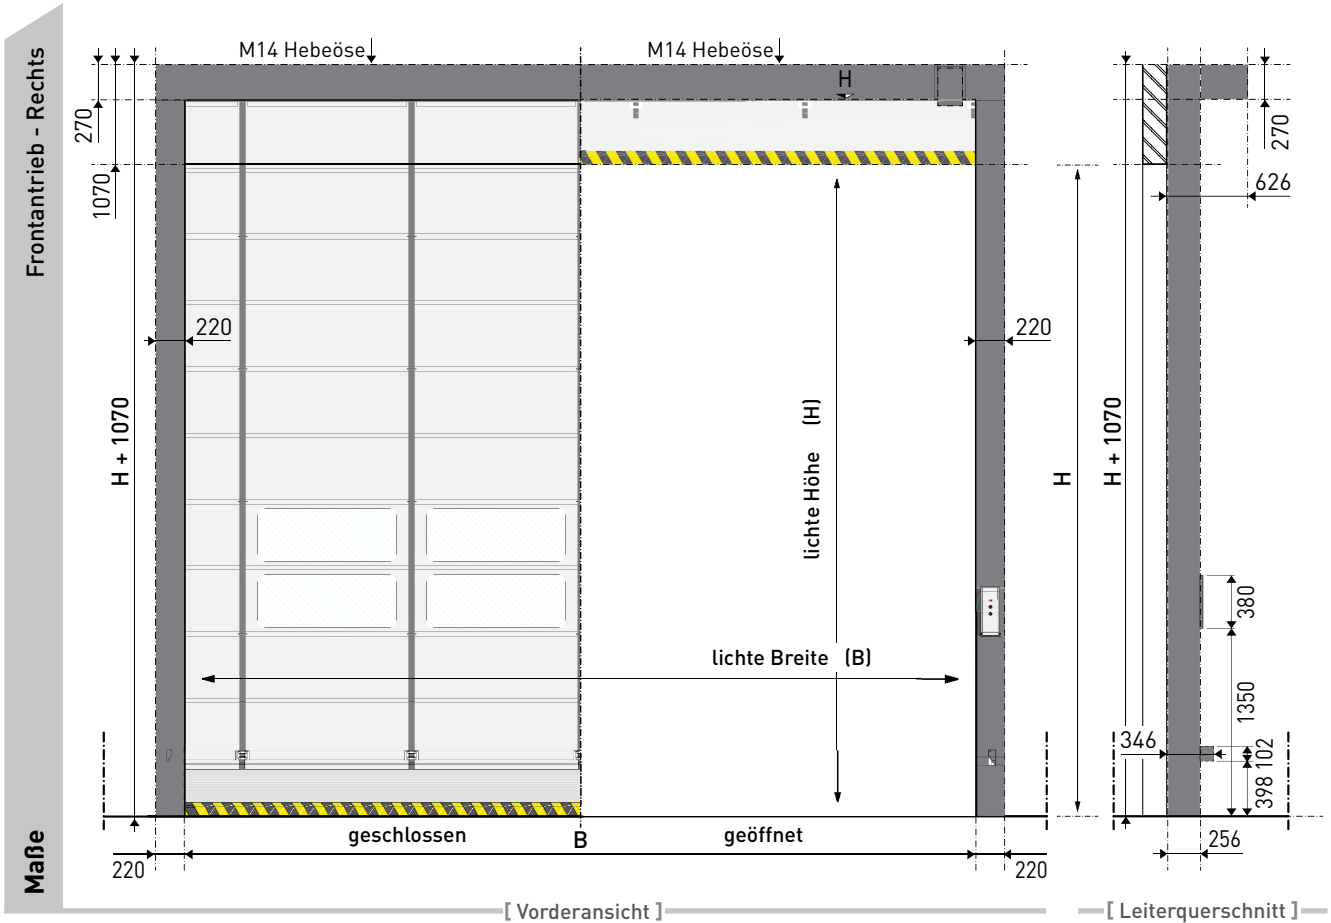 Frontantrieb - Rechts
Maße
M14 Hebeöse
M14 Hebeöse
H
270
1070
220
220
H + 1070
lichte Höhe (H)
lichte Breite (B)
geschlossen
B
geöffnet
220
220
[ Vorderansicht ]
270
626
H
H + 1070
380
1350
346
102
398
256
[ Leiterquerschnitt ]